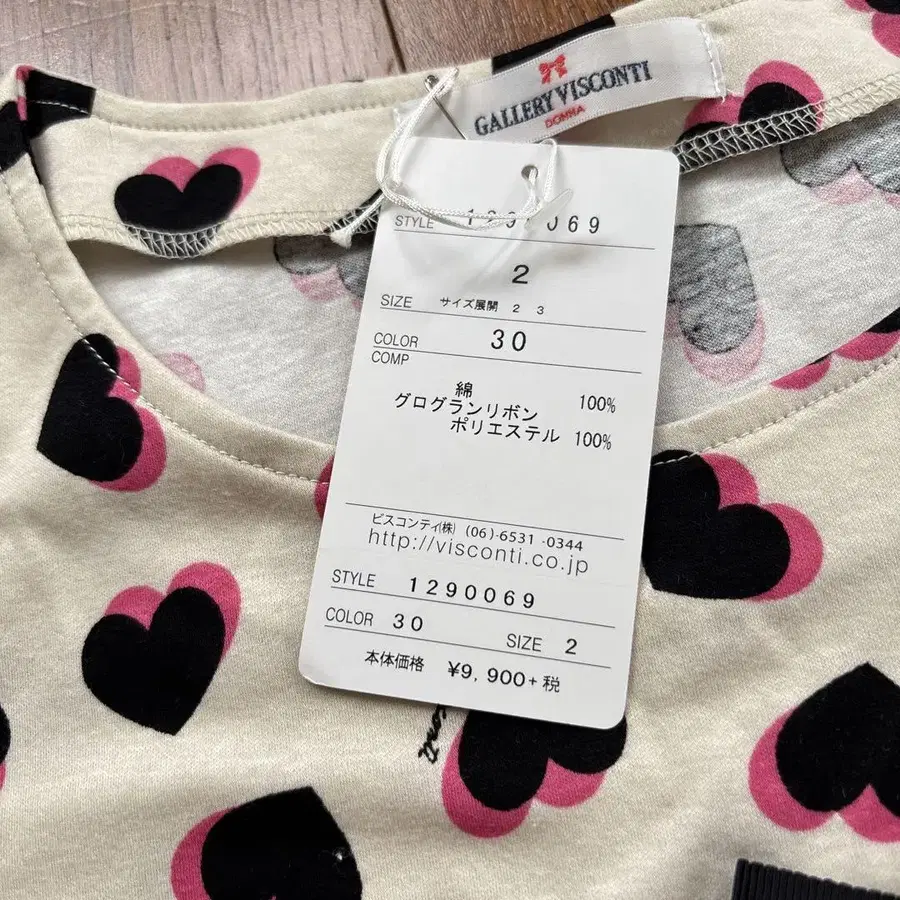 GALLERY VISCONTI
DONNA
STYLE
2
SIZE サイズ展開 2 3
COLOR 30
COMP
綿 100%
グログランリボン
ポリエステル 100%
ビスコンティ(株) (06)-6531-0344
http://visconti.co.jp
STYLE 1290069
COLOR 30 SIZE 2
本体価格 ¥9,900+税